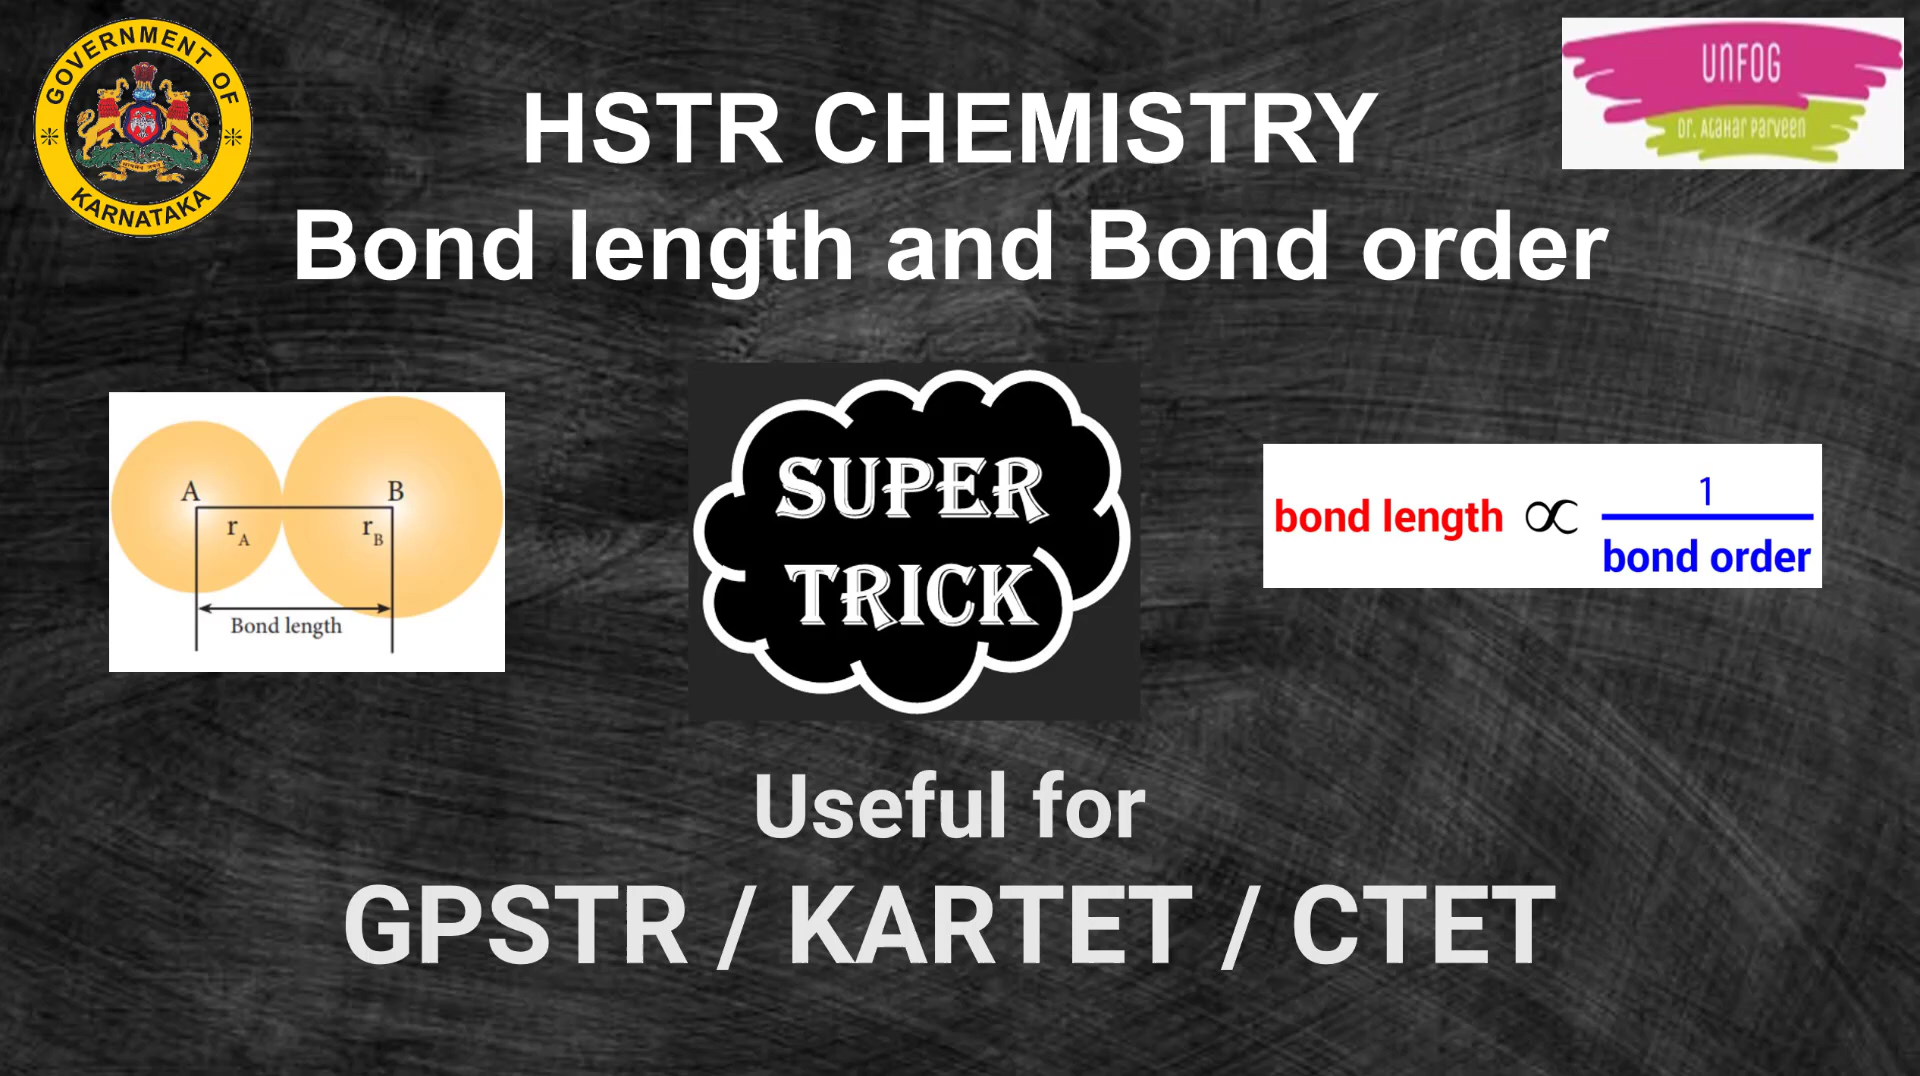 GOVERNMENT OF
KARNATAKA
UNFOG
Dr. Atahar Parveen
HSTR CHEMISTRY
Bond length and Bond order
A B
rA rB
Bond length
SUPER
TRICK
bond length ∝ 1
bond order
Useful for
GPSTR / KARTET / CTET